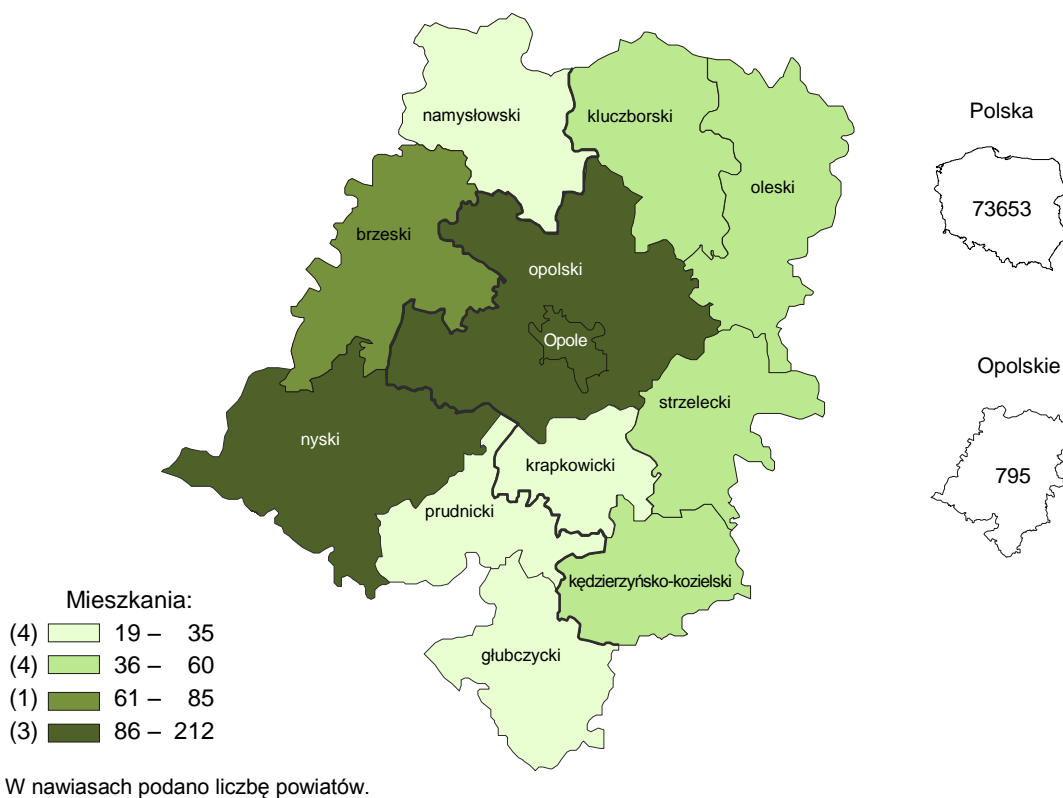 namysłowski
kluczborski
oleski
brzeski
opolski
Opole
strzelecki
nyski
krapkowicki
prudnicki
kędzierzyńsko-kozielski
głubczycki
Polska
73653
Opolskie
795
Mieszkania:
(4) 19 – 35
(4) 36 – 60
(1) 61 – 85
(3) 86 – 212
W nawiasach podano liczbę powiatów.